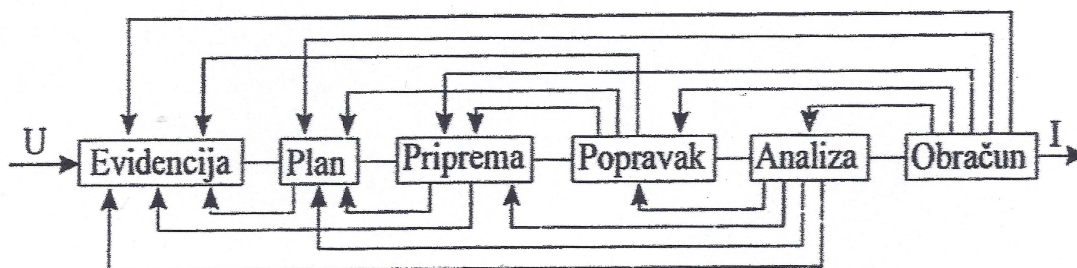 U
Evidencija
Plan
Priprema
Popravak
Analiza
Obračun
I